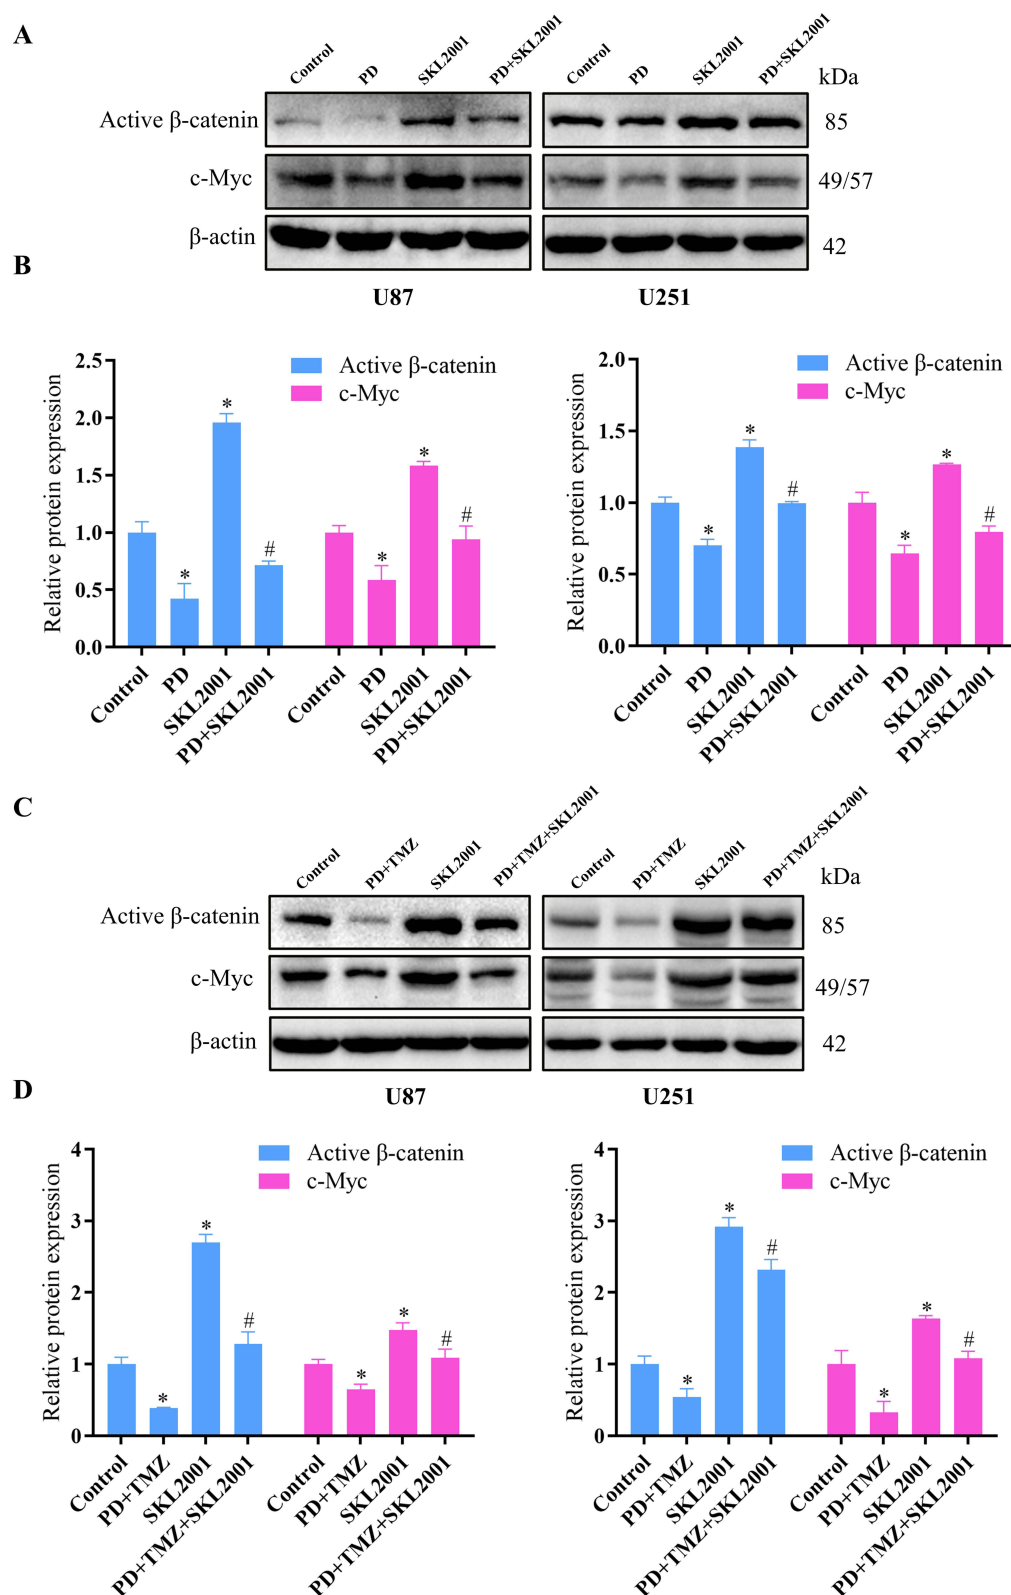 A
Control PD SKL2001 PD+SKL2001 Control PD SKL2001 PD+SKL2001 kDa
Active β-catenin 85
c-Myc 49/57
β-actin 42
U87 U251
B
Relative protein expression
2.5
2.0
1.5
1.0
0.5
0.0
Active β-catenin
c-Myc
* * # * * #
Control PD SKL2001 PD+SKL2001 Control PD SKL2001 PD+SKL2001
Relative protein expression
2.0
1.5
1.0
0.5
0.0
Active β-catenin
c-Myc
* * # * * #
Control PD SKL2001 PD+SKL2001 Control PD SKL2001 PD+SKL2001
C
Control PD+TMZ SKL2001 PD+TMZ+SKL2001 Control PD+TMZ SKL2001 PD+TMZ+SKL2001 kDa
Active β-catenin 85
c-Myc 49/57
β-actin 42
U87 U251
D
Relative protein expression
4
3
2
1
0
Active β-catenin
c-Myc
* * # * * #
Control PD+TMZ SKL2001 PD+TMZ+SKL2001 Control PD+TMZ SKL2001 PD+TMZ+SKL2001
Relative protein expression
4
3
2
1
0
Active β-catenin
c-Myc
* * # * * #
Control PD+TMZ SKL2001 PD+TMZ+SKL2001 Control PD+TMZ SKL2001 PD+TMZ+SKL2001